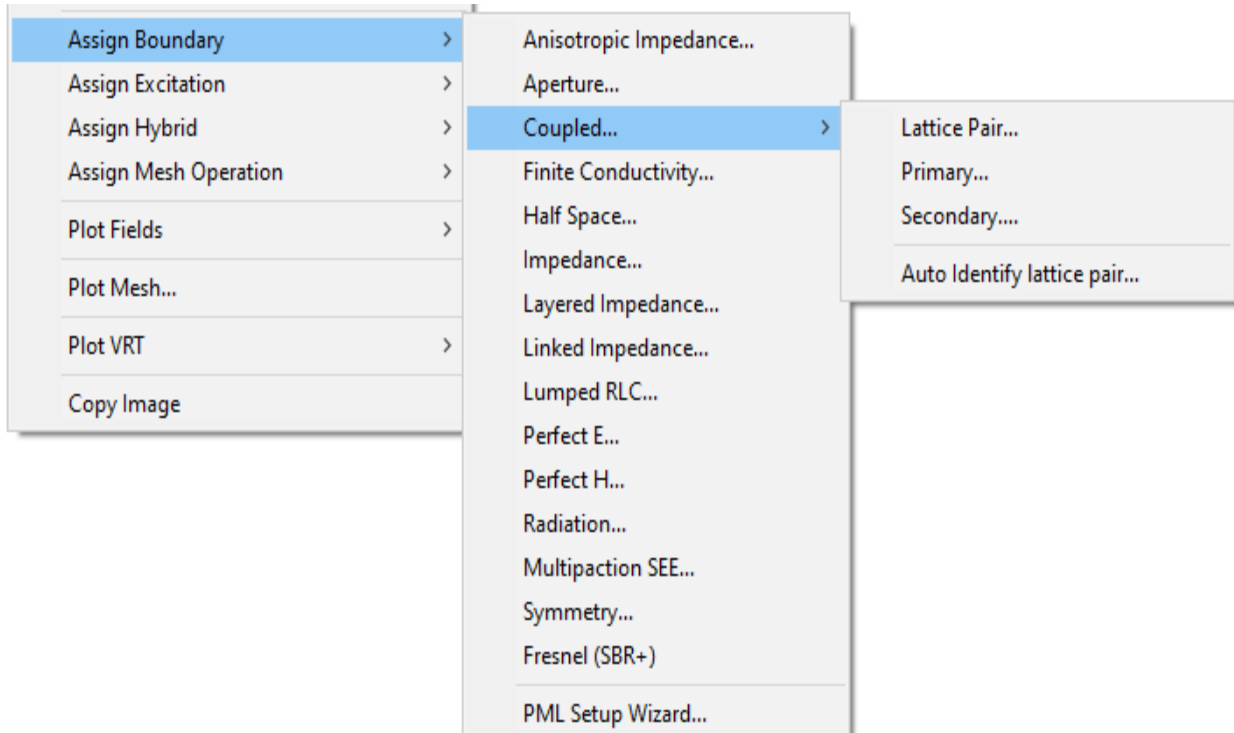 Assign Boundary
Assign Excitation
Assign Hybrid
Assign Mesh Operation
Plot Fields
Plot Mesh...
Plot VRT
Copy Image
Anisotropic Impedance...
Aperture...
Coupled...
Finite Conductivity...
Half Space...
Impedance...
Layered Impedance...
Linked Impedance...
Lumped RLC...
Perfect E...
Perfect H...
Radiation...
Multipaction SEE...
Symmetry...
Fresnel (SBR+)
PML Setup Wizard...
Lattice Pair...
Primary...
Secondary....
Auto Identify lattice pair...